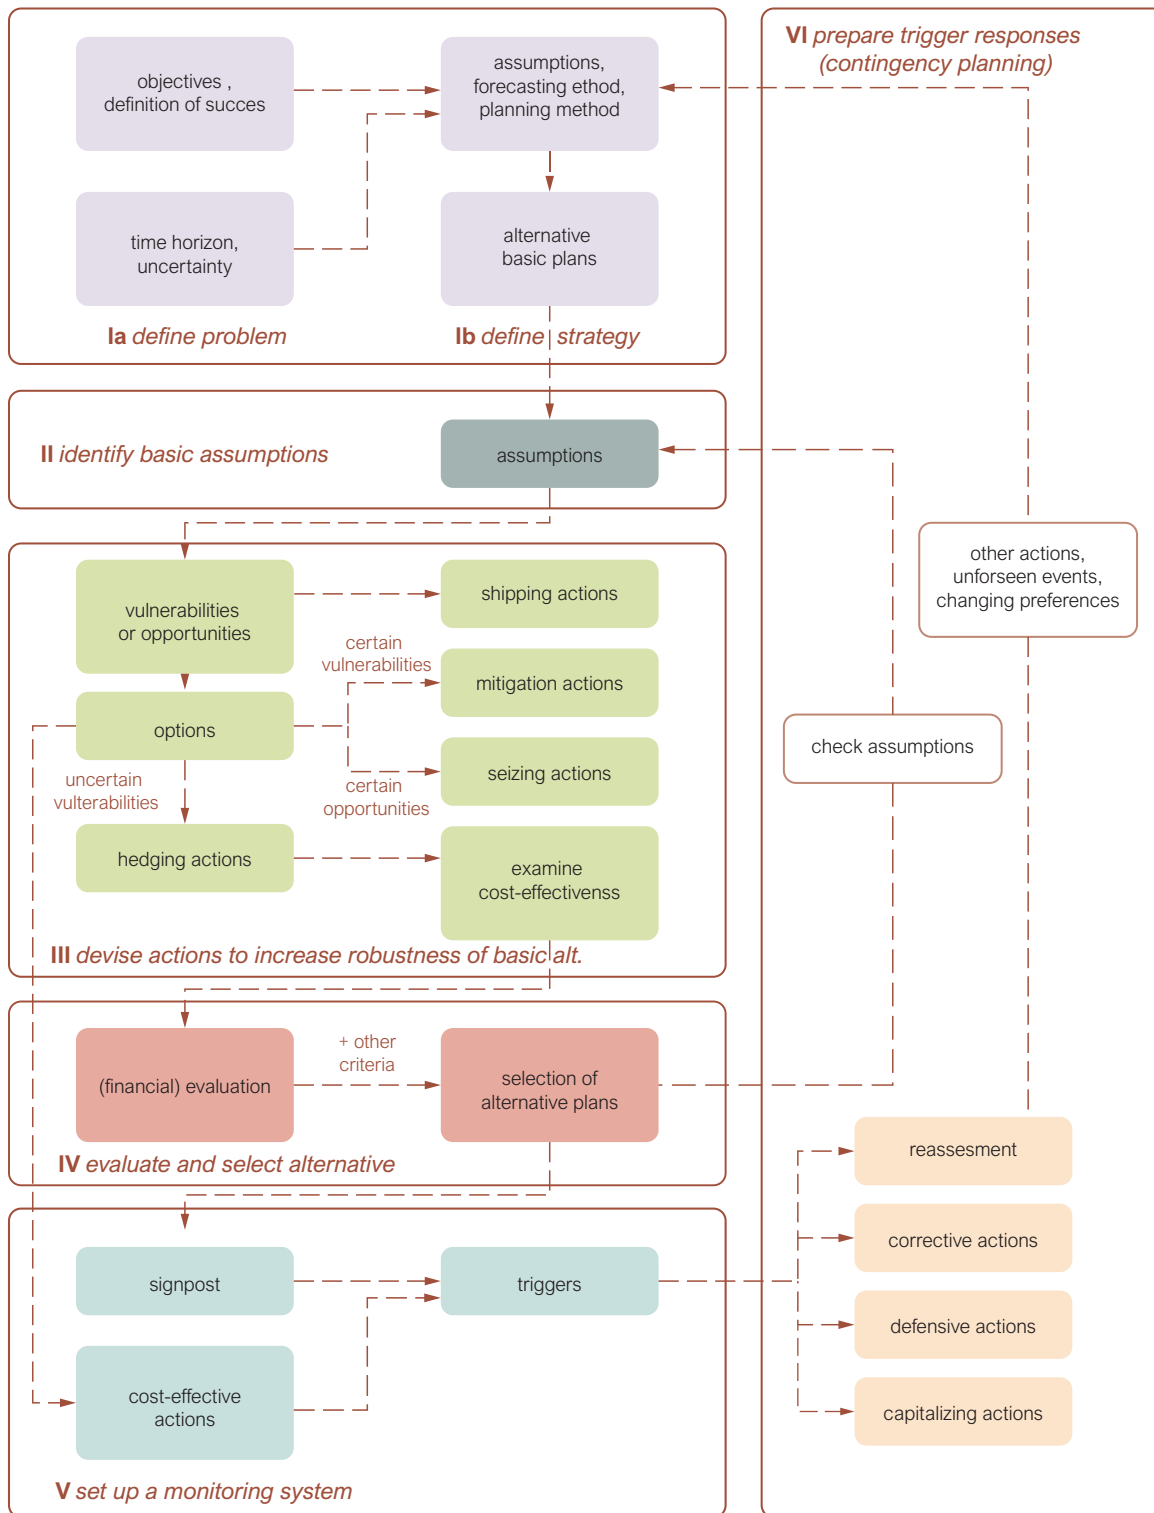 objectives ,
definition of succes
assumptions,
forecasting ethod,
planning method
time horizon,
uncertainty
alternative
basic plans
Ia define problem
Ib define strategy
II identify basic assumptions
assumptions
vulnerabilities
or opportunities
shipping actions
certain
vulnerabilities
mitigation actions
options
seizing actions
uncertain
vulterabilities
certain
opportunities
hedging actions
examine
cost-effectivenss
III devise actions to increase robustness of basic alt.
(financial) evaluation
+ other
criteria
selection of
alternative plans
IV evaluate and select alternative
signpost
triggers
cost-effective
actions
V set up a monitoring system
VI prepare trigger responses
(contingency planning)
other actions,
unforseen events,
changing preferences
check assumptions
reassesment
corrective actions
defensive actions
capitalizing actions